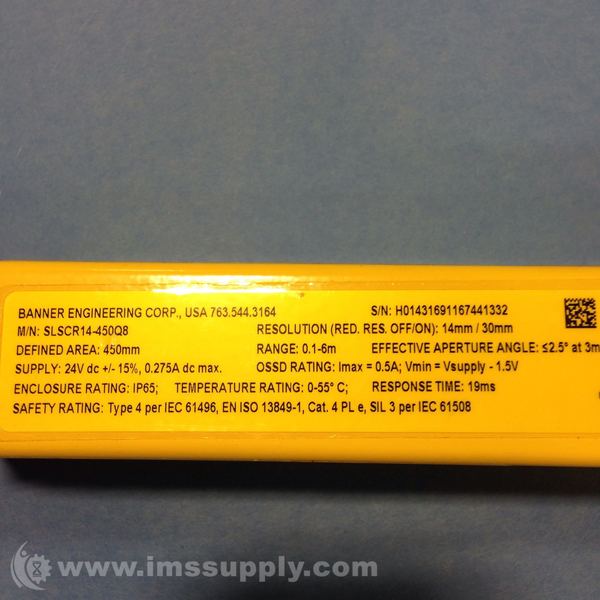 BANNER ENGINEERING CORP., USA 763.544.3164 S/N: H01431691167441332
M/N: SLSCR14-450Q8 RESOLUTION (RED. RES. OFF/ON): 14mm / 30mm
DEFINED AREA: 450mm RANGE: 0.1-6m EFFECTIVE APERTURE ANGLE: ≤2.5° at 3m
SUPPLY: 24V dc +/- 15%, 0.275A dc max. OSSD RATING: Imax = 0.5A; Vmin = Vsupply - 1.5V
ENCLOSURE RATING: IP65; TEMPERATURE RATING: 0-55° C; RESPONSE TIME: 19ms
SAFETY RATING: Type 4 per IEC 61496, EN ISO 13849-1, Cat. 4 PL e, SIL 3 per IEC 61508
www.imssupply.com